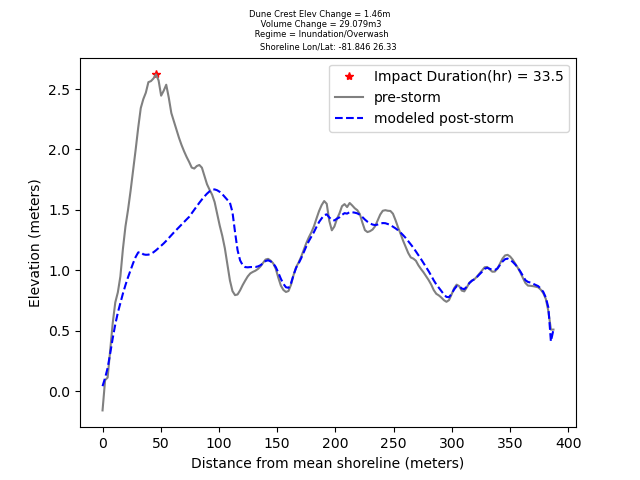 Dune Crest Elev Change = 1.46m
Volume Change = 29.079m3
Regime = Inundation/Overwash
Shoreline Lon/Lat: -81.846 26.33
Impact Duration(hr) = 33.5
pre-storm
modeled post-storm
Elevation (meters)
2.5
2.0
1.5
1.0
0.5
0.0
0 50 100 150 200 250 300 350 400
Distance from mean shoreline (meters)